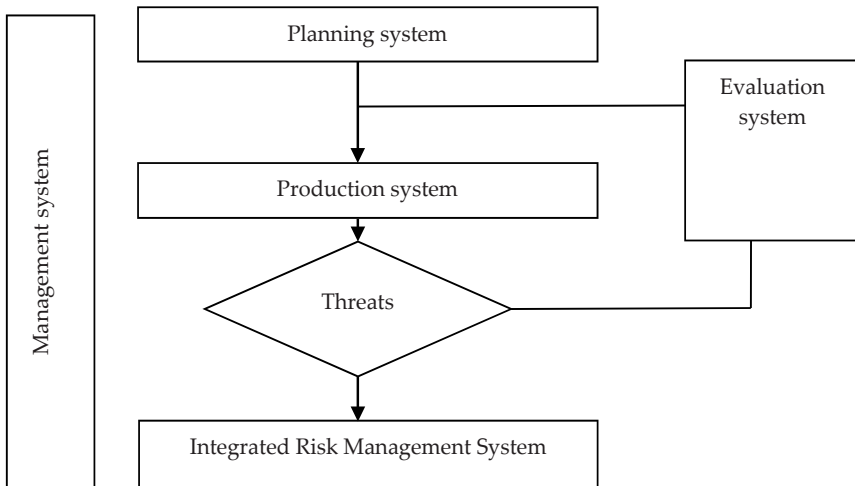 Planning system
Evaluation
system
Management system
Production system
Threats
Integrated Risk Management System